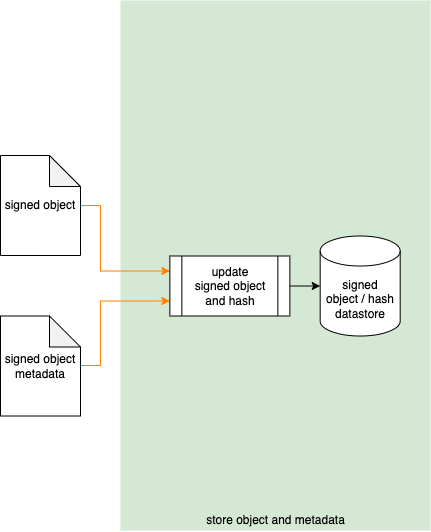 signed object
signed object
metadata
update
signed object
and hash
signed
object / hash
datastore
store object and metadata